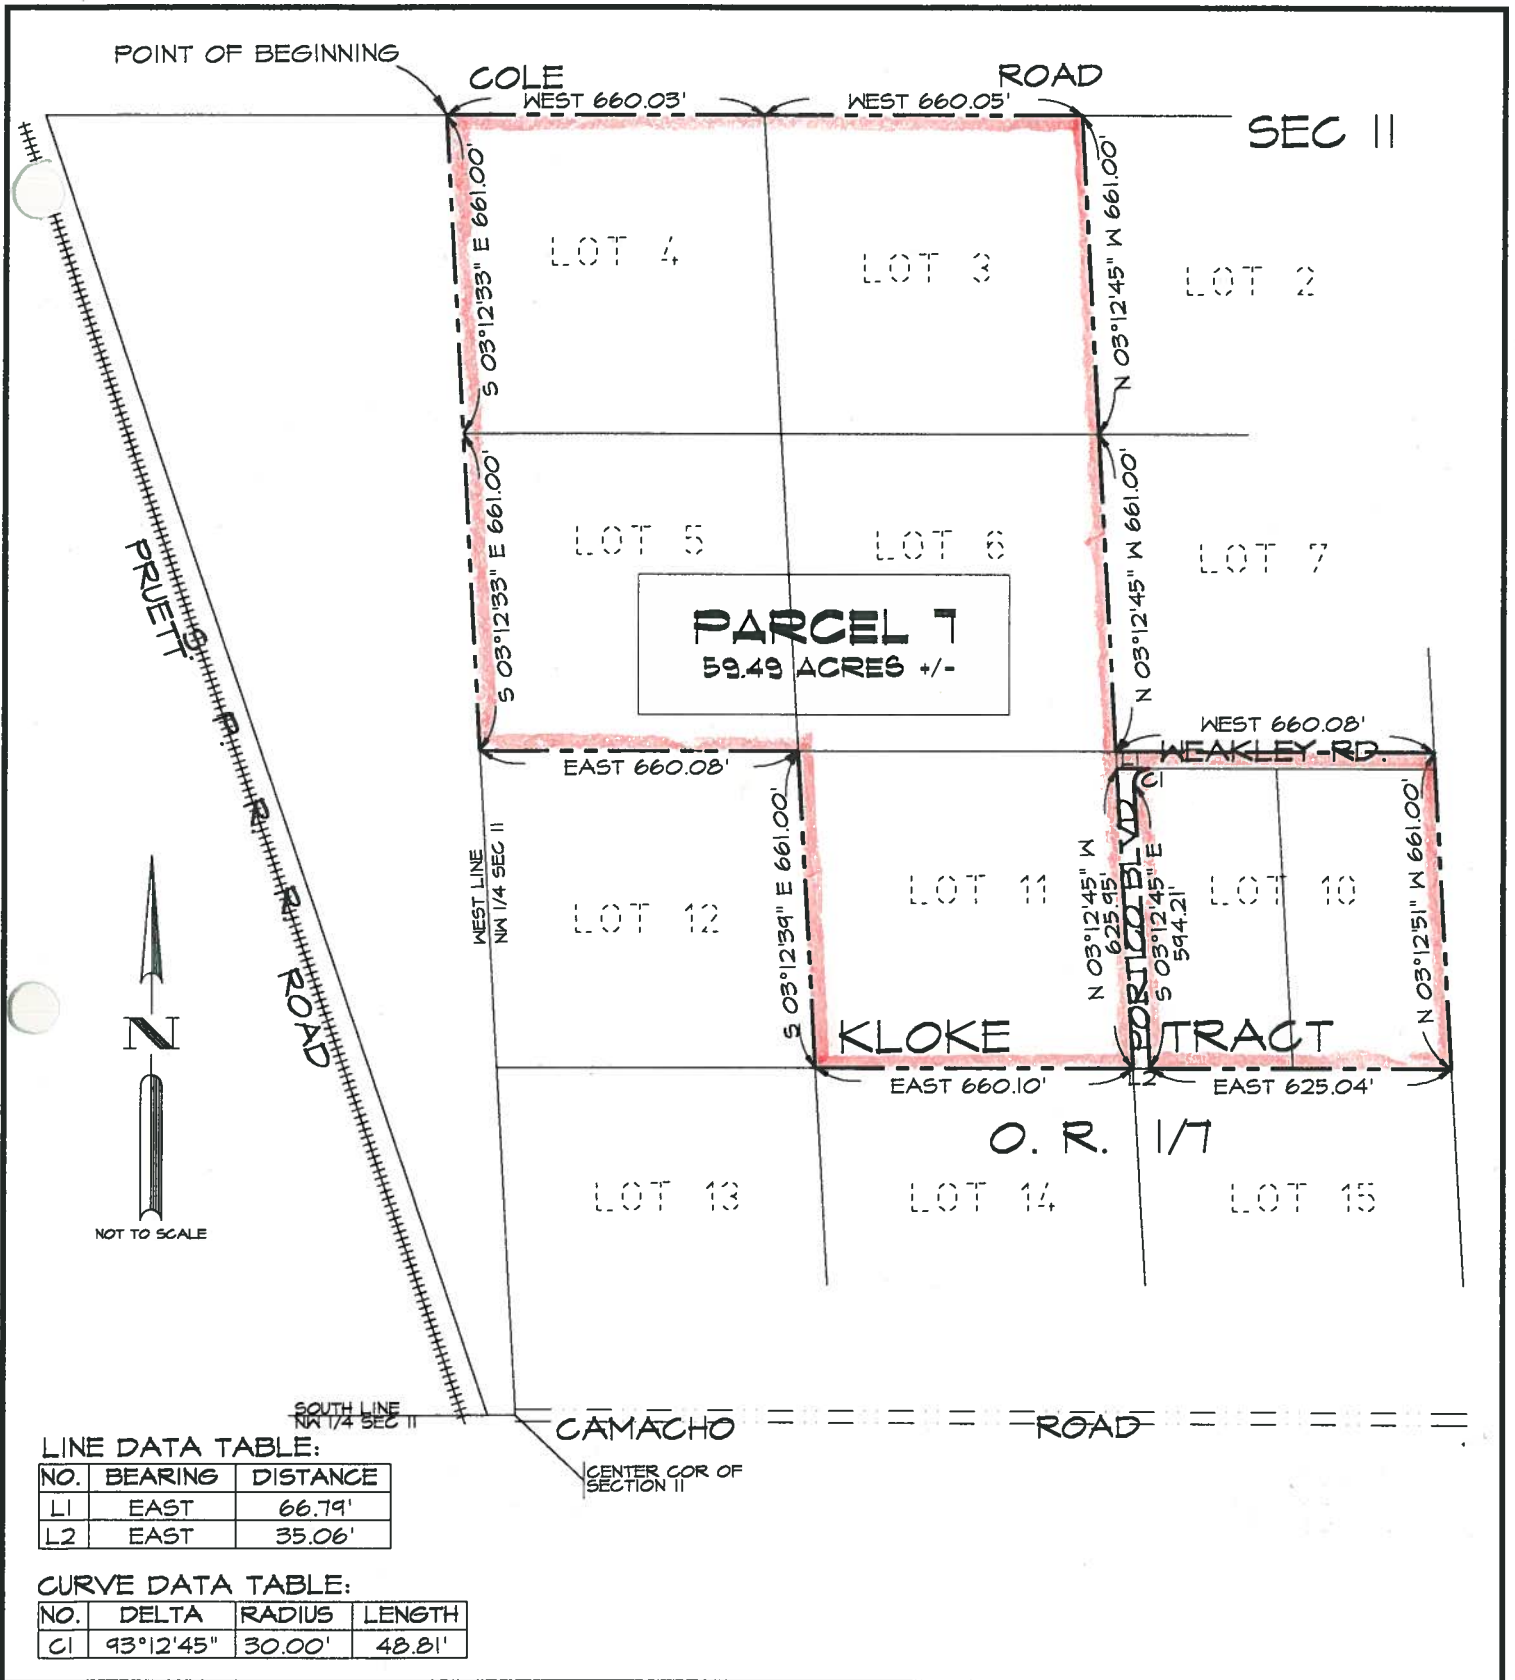 POINT OF BEGINNING
COLE ROAD
WEST 660.03'
WEST 660.05'
SEC 11
S 03°12'33" E 661.00'
N 03°12'45" W 661.00'
LOT 4
LOT 3
LOT 2
S 03°12'33" E 661.00'
N 03°12'45" W 661.00'
LOT 5
LOT 6
LOT 7
PARCEL 7
59.49 ACRES +/-
PRUETT ROAD
S. P. R. R.
WEST 660.08'
WEAKLEY RD.
EAST 660.08'
L1
C1
WEST LINE
NW 1/4 SEC 11
S 03°12'39" E 661.00'
N 03°12'45" W
625.95'
PORTICO BLVD
S 03°12'45" E
594.21'
N 03°12'51" W 661.00'
LOT 12
LOT 11
LOT 10
N
NOT TO SCALE
KLOKE TRACT
EAST 660.10'
L2
EAST 625.04'
O. R. 1/7
LOT 13
LOT 14
LOT 15
SOUTH LINE
NW 1/4 SEC 11
CAMACHO ROAD
CENTER COR OF
SECTION 11
LINE DATA TABLE:
NO. BEARING DISTANCE
L1 EAST 66.79'
L2 EAST 35.06'
CURVE DATA TABLE:
NO. DELTA RADIUS LENGTH
C1 93°12'45" 30.00' 48.81'